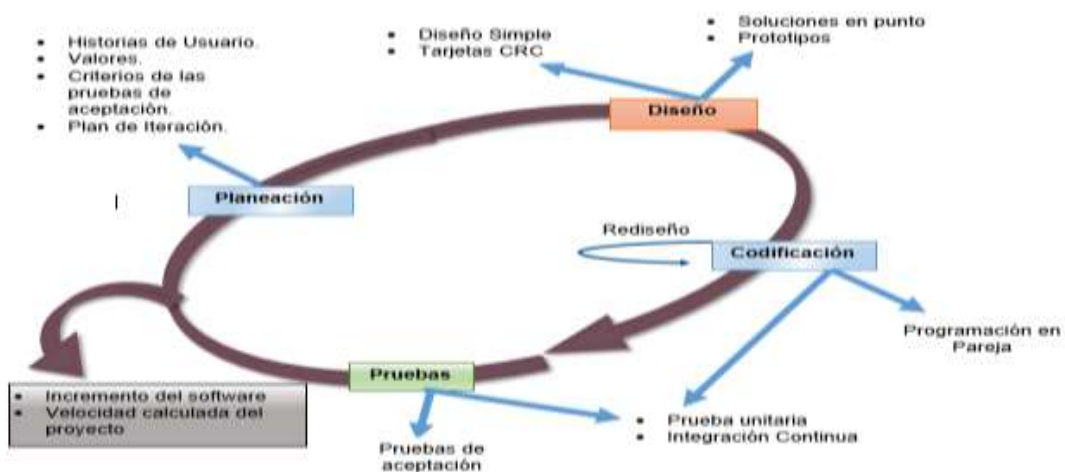 • Historias de Usuario.
• Valores.
• Criterios de las
pruebas de
aceptación.
• Plan de Iteración.
• Diseño Simple
• Tarjetas CRC
• Soluciones en punto
• Prototipos
Diseño
Planeación
Rediseño
Codificación
Programación en
Pareja
Pruebas
• Incremento del software
• Velocidad calculada del
proyecto
Pruebas de
aceptación
• Prueba unitaria
• Integración Continua